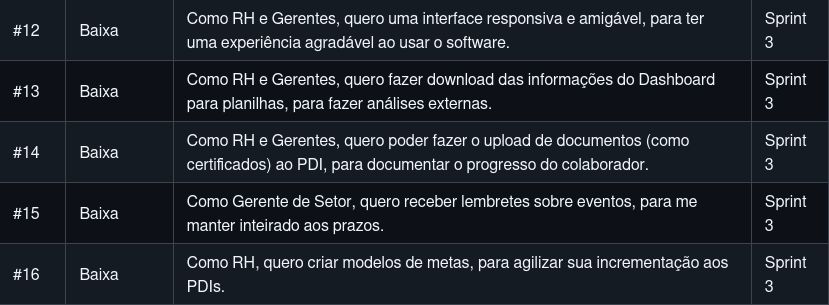 #12 Baixa Como RH e Gerentes, quero uma interface responsiva e amigável, para ter Sprint
uma experiência agradável ao usar o software. 3
#13 Baixa Como RH e Gerentes, quero fazer download das informações do Dashboard Sprint
para planilhas, para fazer análises externas. 3
#14 Baixa Como RH e Gerentes, quero poder fazer o upload de documentos (como Sprint
certificados) ao PDI, para documentar o progresso do colaborador. 3
#15 Baixa Como Gerente de Setor, quero receber lembretes sobre eventos, para me Sprint
manter inteirado aos prazos. 3
#16 Baixa Como RH, quero criar modelos de metas, para agilizar sua incrementação aos Sprint
PDIs. 3